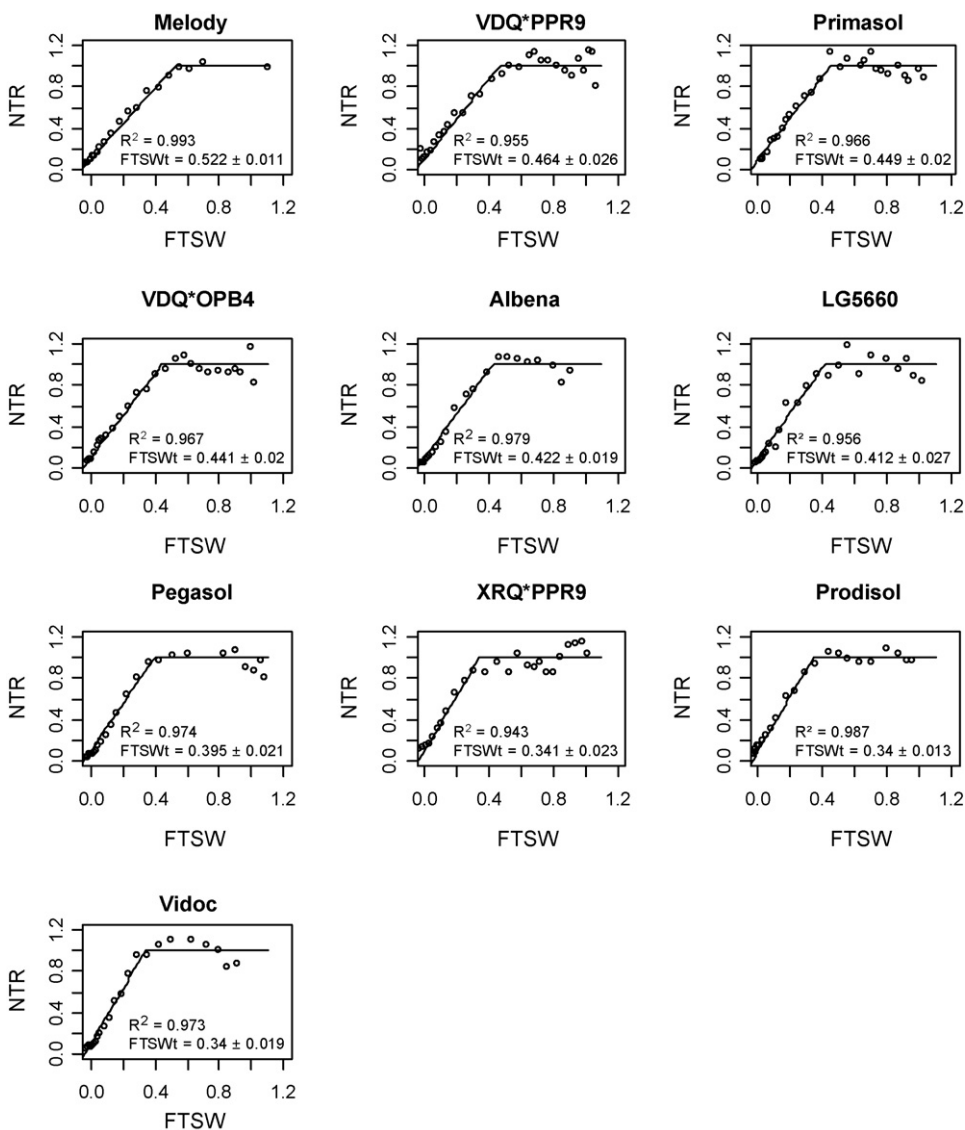 Melody
NTR
0.0 0.4 0.8 1.2
R² = 0.993
FTSWt = 0.522 ± 0.011
0.0 0.4 0.8 1.2
FTSW
VDQ*PPR9
NTR
0.0 0.4 0.8 1.2
R² = 0.955
FTSWt = 0.464 ± 0.026
0.0 0.4 0.8 1.2
FTSW
Primasol
NTR
0.0 0.4 0.8 1.2
R² = 0.966
FTSWt = 0.449 ± 0.02
0.0 0.4 0.8 1.2
FTSW
VDQ*OPB4
NTR
0.0 0.4 0.8 1.2
R² = 0.967
FTSWt = 0.441 ± 0.02
0.0 0.4 0.8 1.2
FTSW
Albena
NTR
0.0 0.4 0.8 1.2
R² = 0.979
FTSWt = 0.422 ± 0.019
0.0 0.4 0.8 1.2
FTSW
LG5660
NTR
0.0 0.4 0.8 1.2
R² = 0.956
FTSWt = 0.412 ± 0.027
0.0 0.4 0.8 1.2
FTSW
Pegasol
NTR
0.0 0.4 0.8 1.2
R² = 0.974
FTSWt = 0.395 ± 0.021
0.0 0.4 0.8 1.2
FTSW
XRQ*PPR9
NTR
0.0 0.4 0.8 1.2
R² = 0.943
FTSWt = 0.341 ± 0.023
0.0 0.4 0.8 1.2
FTSW
Prodisol
NTR
0.0 0.4 0.8 1.2
R² = 0.987
FTSWt = 0.34 ± 0.013
0.0 0.4 0.8 1.2
FTSW
Vidoc
NTR
0.0 0.4 0.8 1.2
R² = 0.973
FTSWt = 0.34 ± 0.019
0.0 0.4 0.8 1.2
FTSW